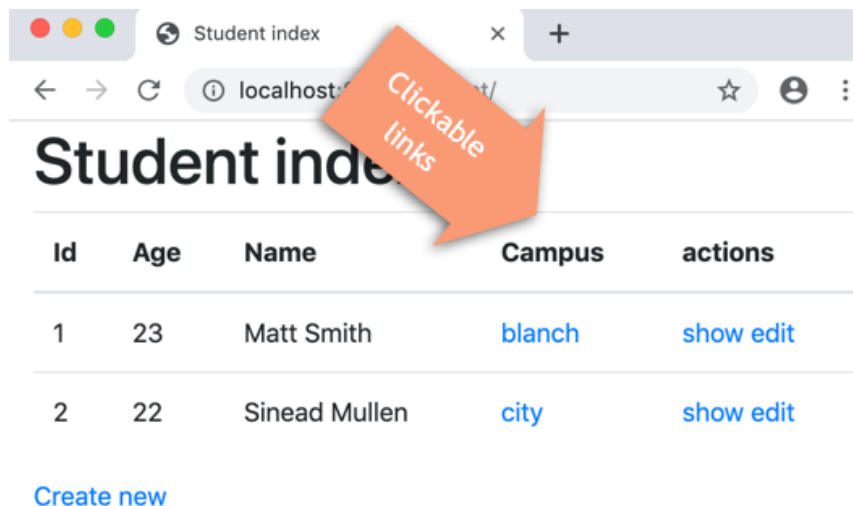 Student index
localhost:
Clickable
links
Student inde
Id Age Name Campus actions
1 23 Matt Smith blanch show edit
2 22 Sinead Mullen city show edit
Create new